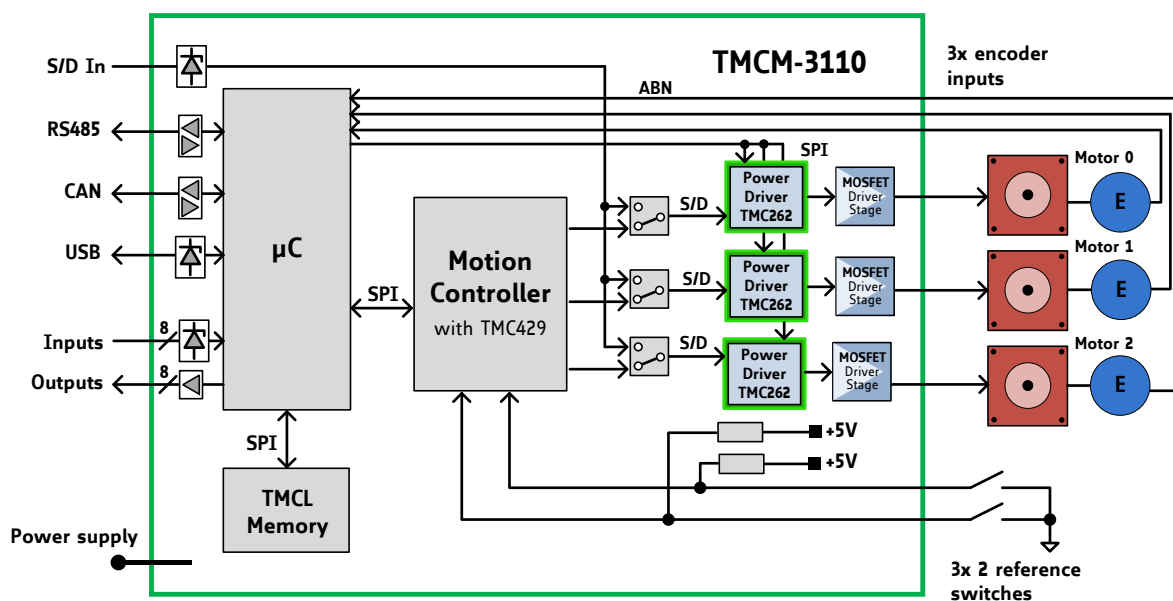 TMCM-3110
3x encoder
inputs
S/D In
ABN
RS485
SPI
Motor 0
Power
Driver
TMC262
MOSFET
Driver
Stage
E
CAN
S/D
µC
Motion
Controller
with TMC429
USB
SPI
Motor 1
S/D
Power
Driver
TMC262
MOSFET
Driver
Stage
E
Inputs
8
Outputs
8
Motor 2
S/D
Power
Driver
TMC262
MOSFET
Driver
Stage
E
+5V
+5V
SPI
TMCL
Memory
Power supply
3x 2 reference
switches